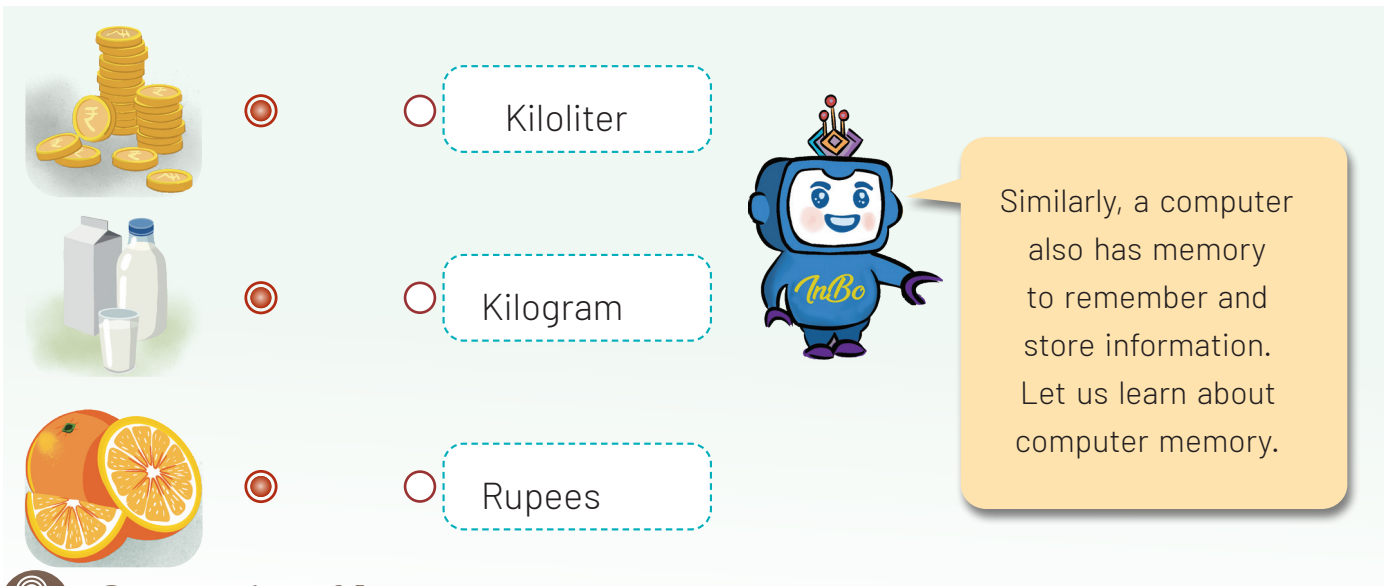 Kiloliter
Kilogram
Rupees
InBo
Similarly, a computer
also has memory
to remember and
store information.
Let us learn about
computer memory.